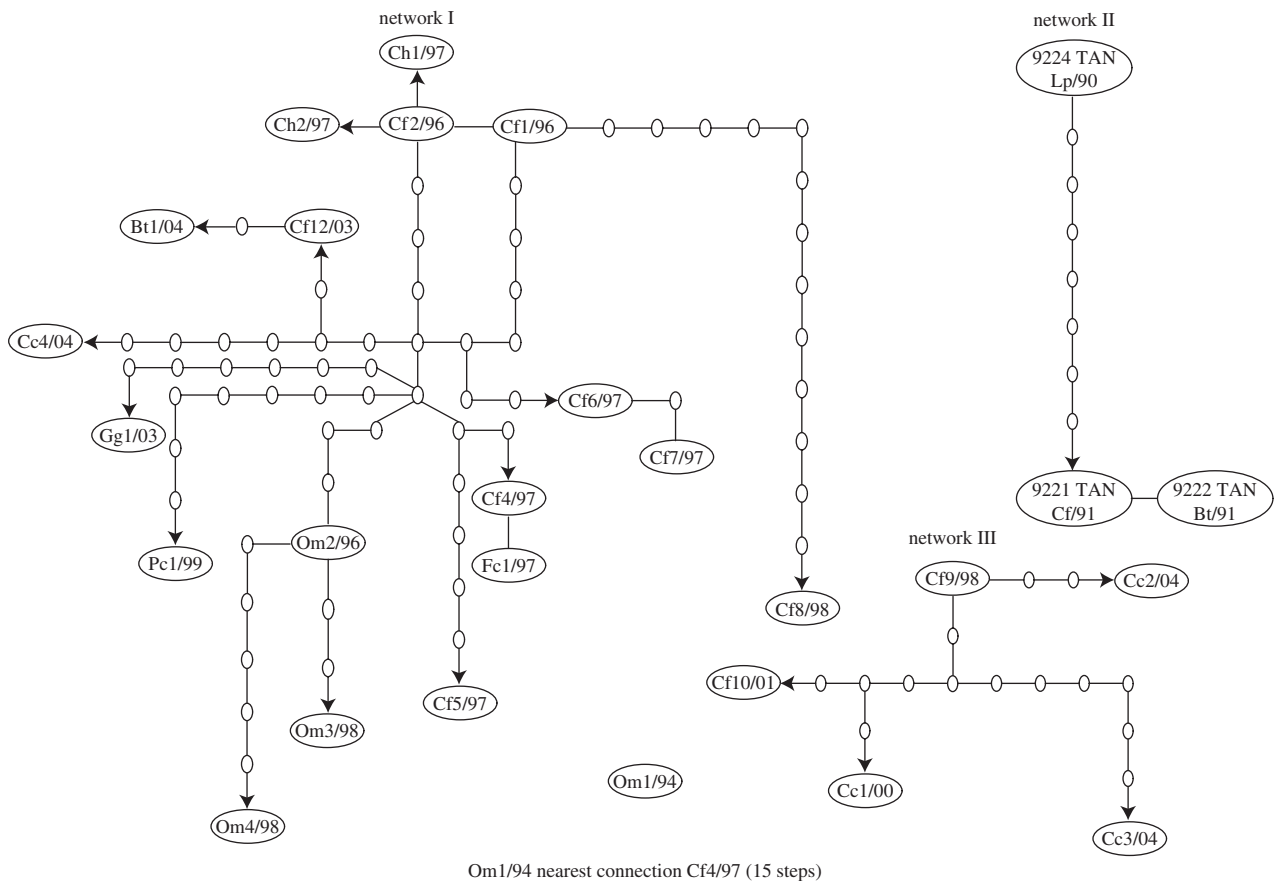 network I
Ch1/97
Ch2/97
Cf2/96
Cf1/96
Bt1/04
Cf12/03
Cc4/04
Cf6/97
Gg1/03
Cf7/97
Cf4/97
Om2/96
Pc1/99
Fc1/97
Cf8/98
Cf5/97
Om3/98
Om4/98
Om1/94
network II
9224 TAN
Lp/90
9221 TAN
Cf/91
9222 TAN
Bt/91
network III
Cf9/98
Cc2/04
Cf10/01
Cc1/00
Cc3/04
Om1/94 nearest connection Cf4/97 (15 steps)